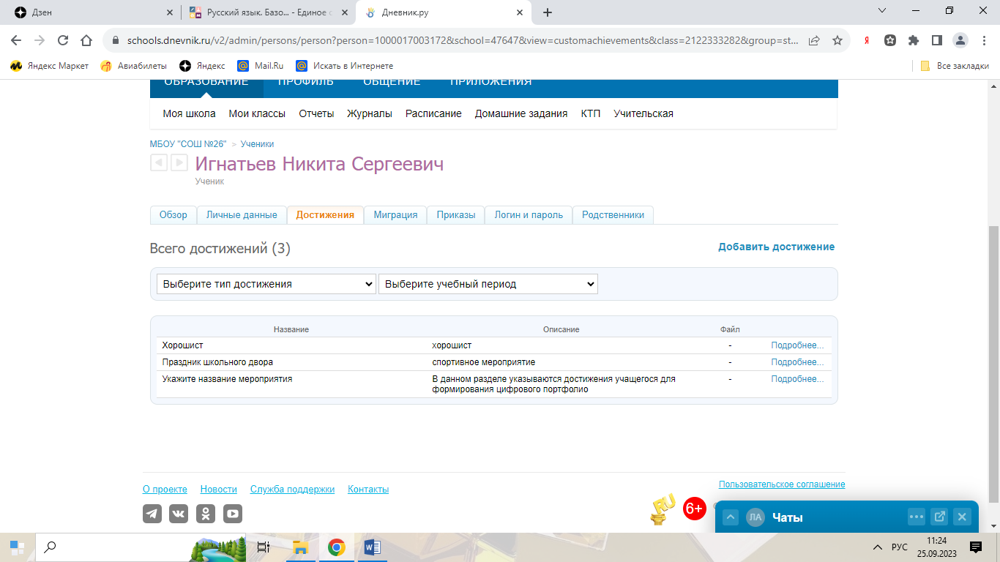 Дзен
Русский язык. Базо... - Единое с
Дневник.ру
schools.dnevnik.ru/v2/admin/persons/person?person=1000017003172&school=47647&view=customachievements&class=2122333282&group=st...
Яндекс Маркет
Авиабилеты
Яндекс
Mail.Ru
Искать в Интернете
Все закладки
ОБРАЗОВАНИЕ ПРОФИЛЬ ОБЩЕНИЕ ПРИЛОЖЕНИЯ
Моя школа Мои классы Отчеты Журналы Расписание Домашние задания КТП Учительская
МБОУ "СОШ №26" > Ученики
Игнатьев Никита Сергеевич
Ученик
Обзор Личные данные Достижения Миграция Приказы Логин и пароль Родственники
Всего достижений (3)
Добавить достижение
Выберите тип достижения
Выберите учебный период
Название Описание Файл
Хорошист хорошист - Подробнее...
Праздник школьного двора спортивное мероприятие - Подробнее...
Укажите название мероприятия В данном разделе указываются достижения учащегося для - Подробнее...
формирования цифрового портфолио
О проекте Новости Служба поддержки Контакты
Пользовательское соглашение
RU
6+
ЛА Чаты
РУС
11:24
25.09.2023